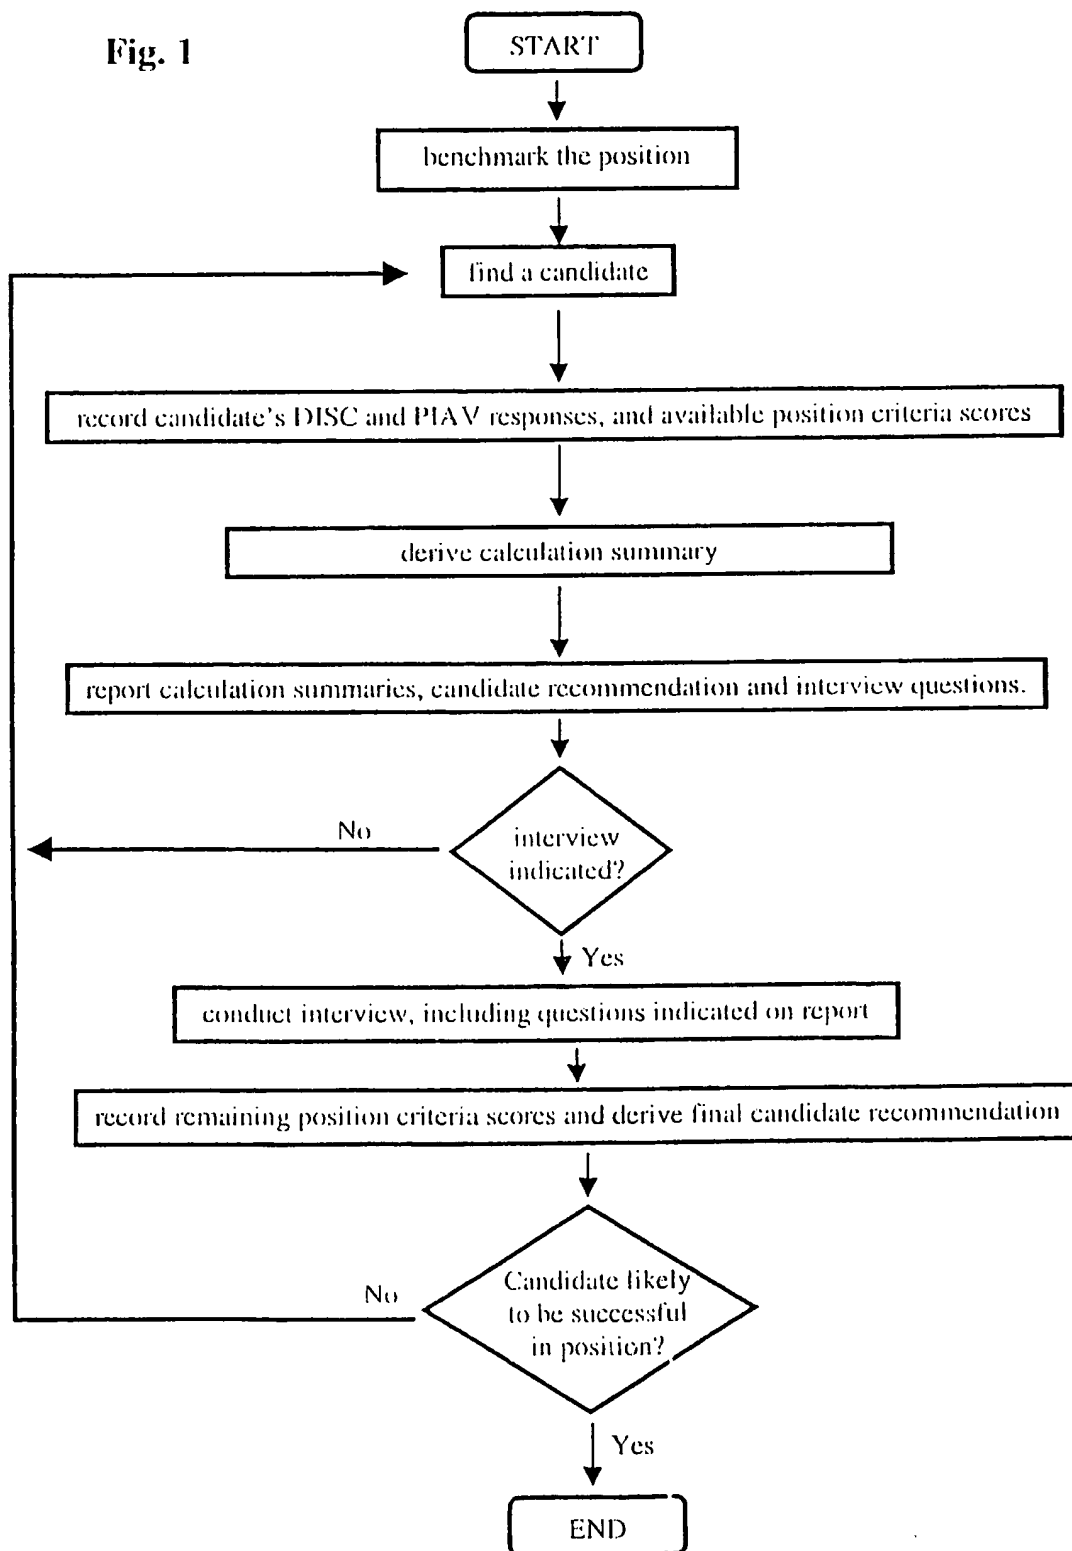 Fig. 1
START
benchmark the position
find a candidate
record candidate's DISC and PIAV responses, and available position criteria scores
derive calculation summary
report calculation summaries, candidate recommendation and interview questions.
No
interview
indicated?
Yes
conduct interview, including questions indicated on report
record remaining position criteria scores and derive final candidate recommendation
No
Candidate likely
to be successful
in position?
Yes
END